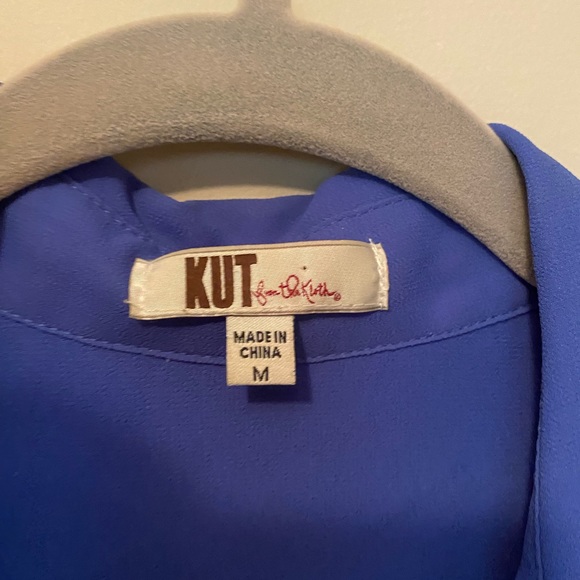 KUT from the Kloth
MADE IN
CHINA
M